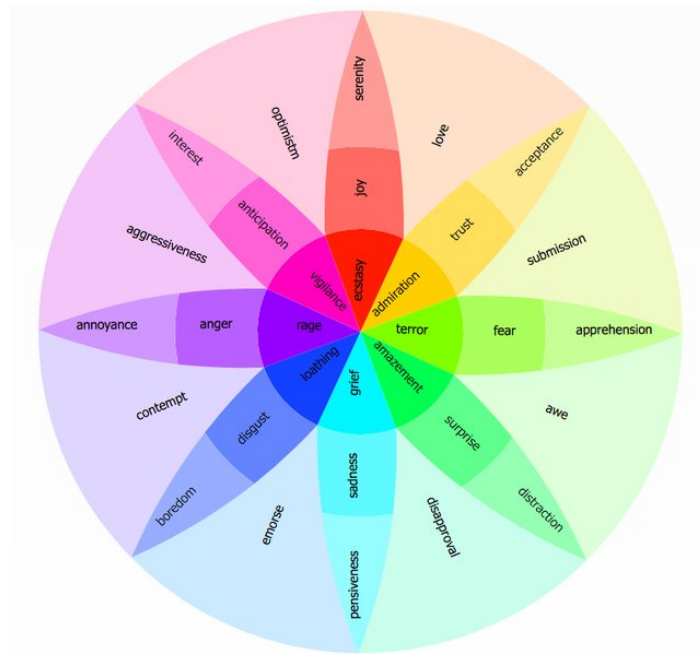 serenity
optimistm
love
interest
acceptance
joy
anticipation
trust
aggressiveness
submission
vigilance
ecstasy
admiration
annoyance
anger
rage
terror
fear
apprehension
loathing
grief
amazement
contempt
disgust
surprise
awe
boredom
sadness
distraction
emorse
disapproval
pensiveness